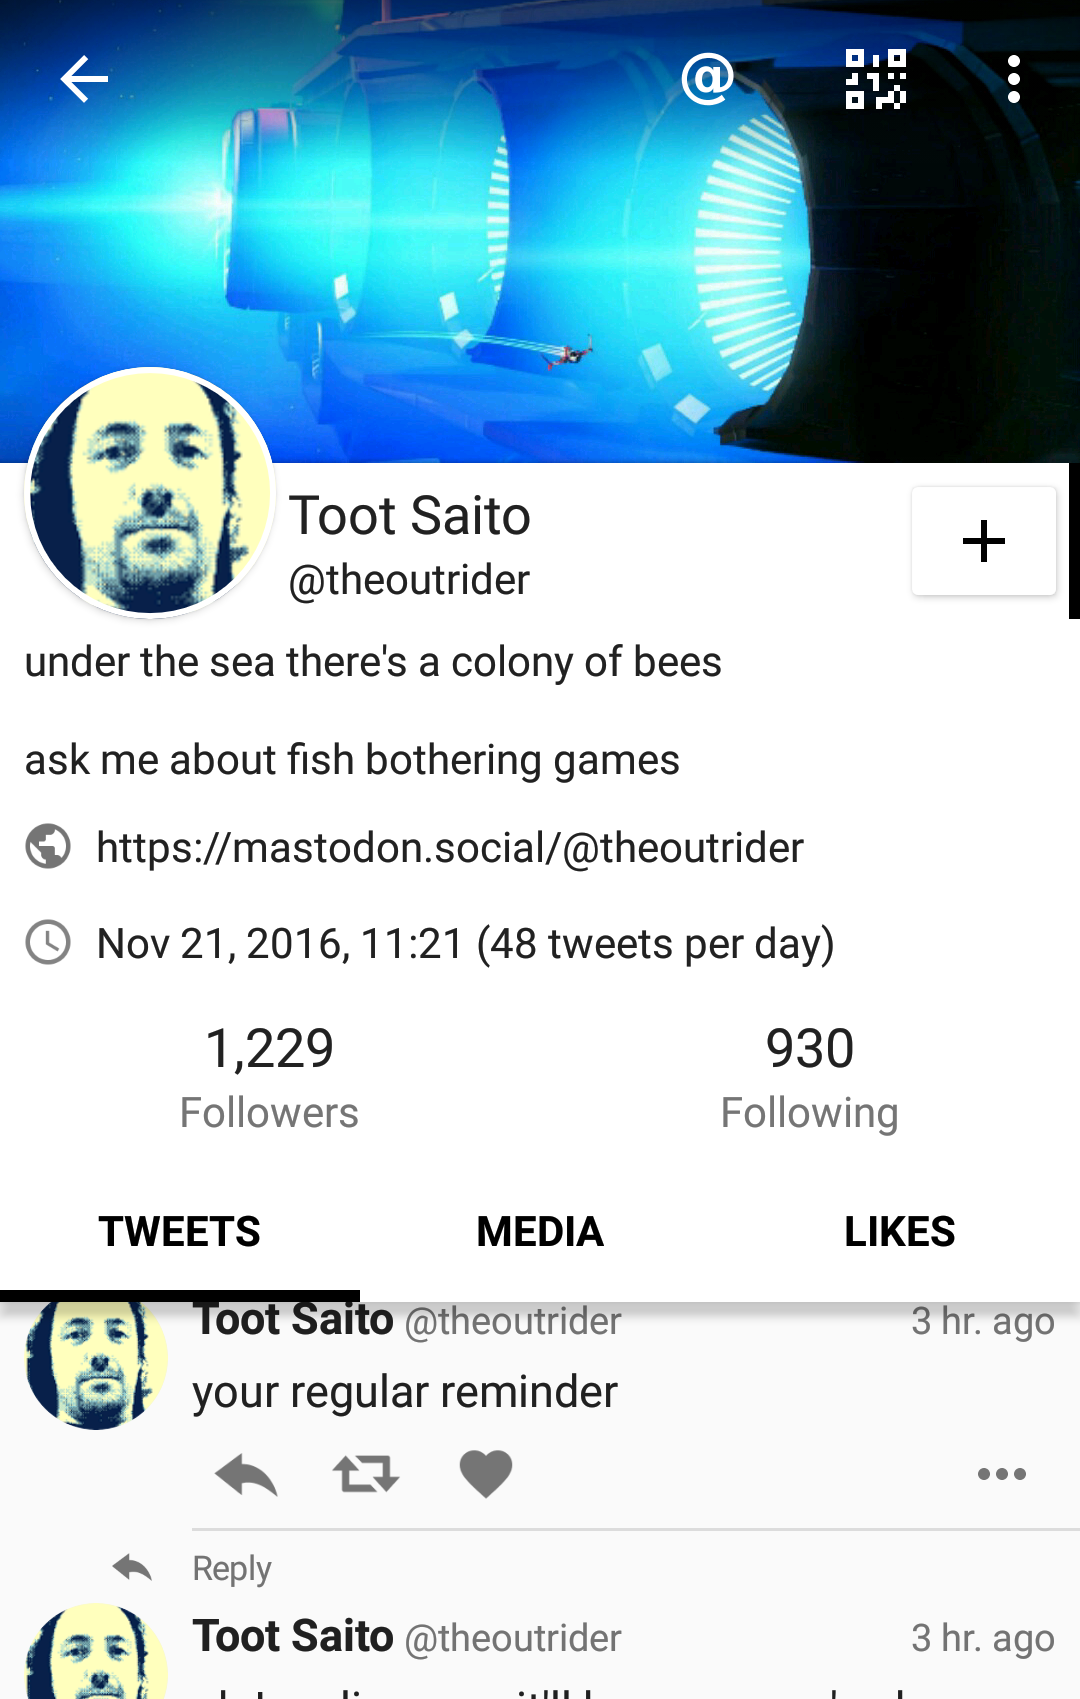 @
Toot Saito
@theoutrider
under the sea there's a colony of bees
ask me about fish bothering games
https://mastodon.social/@theoutrider
Nov 21, 2016, 11:21 (48 tweets per day)
1,229 930
Followers Following
TWEETS MEDIA LIKES
Toot Saito @theoutrider 3 hr. ago
your regular reminder
Reply
Toot Saito @theoutrider 3 hr. ago